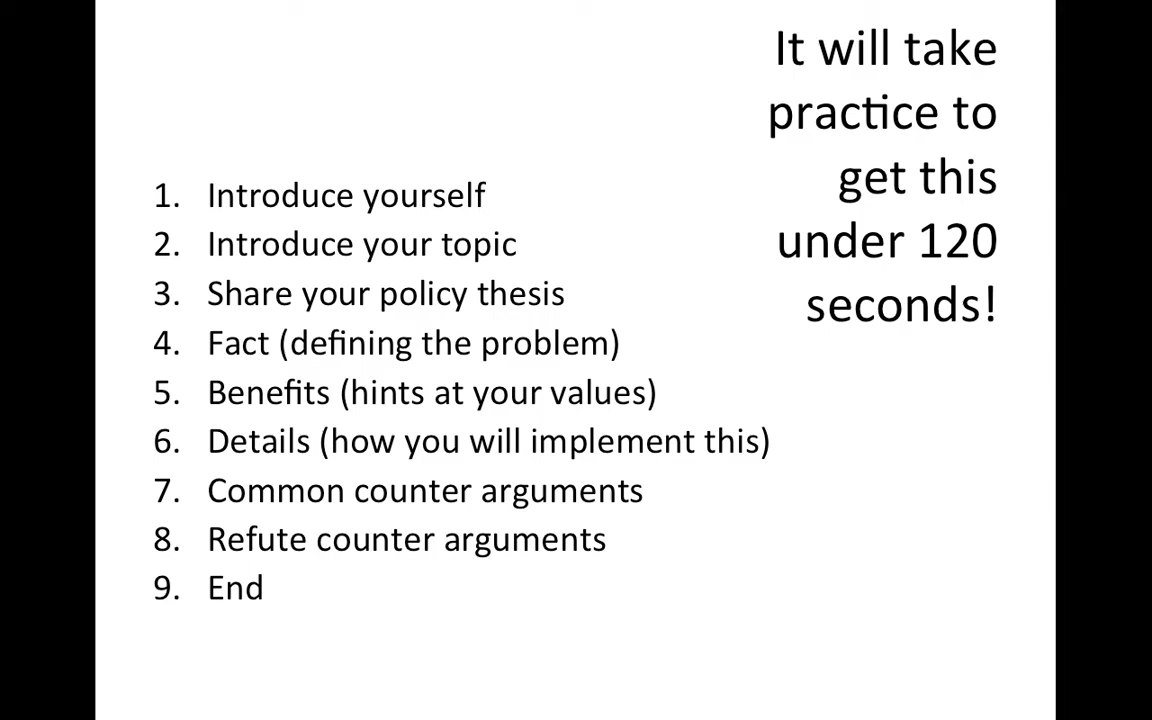 It will take
practice to
get this
under 120
seconds!
1. Introduce yourself
2. Introduce your topic
3. Share your policy thesis
4. Fact (defining the problem)
5. Benefits (hints at your values)
6. Details (how you will implement this)
7. Common counter arguments
8. Refute counter arguments
9. End